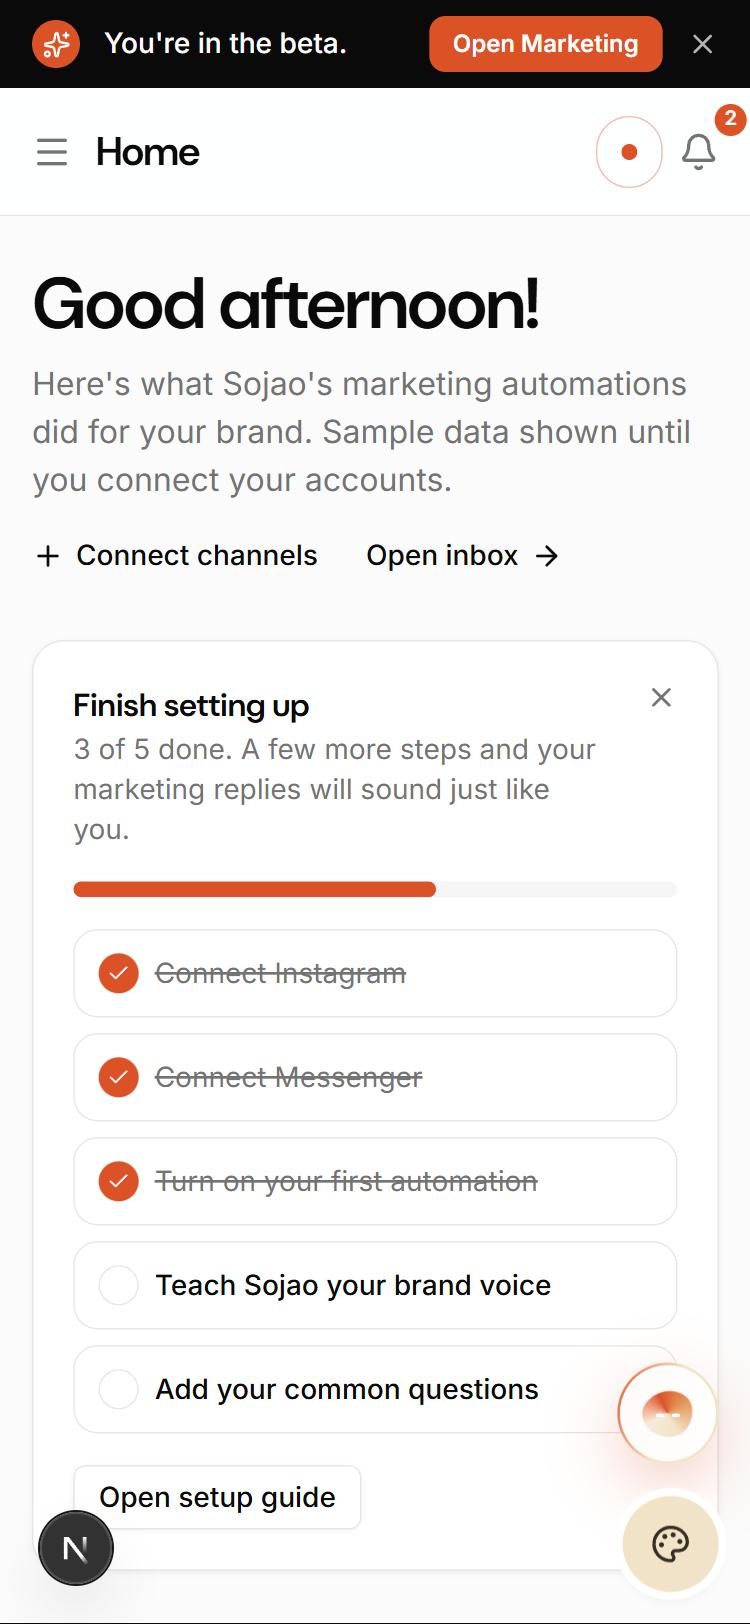 You're in the beta.
Open Marketing
Home
2
Good afternoon!
Here's what Sojao's marketing automations
did for your brand. Sample data shown until
you connect your accounts.
Connect channels
Open inbox
Finish setting up
3 of 5 done. A few more steps and your
marketing replies will sound just like
you.
Connect Instagram
Connect Messenger
Turn on your first automation
Teach Sojao your brand voice
Add your common questions
Open setup guide
N